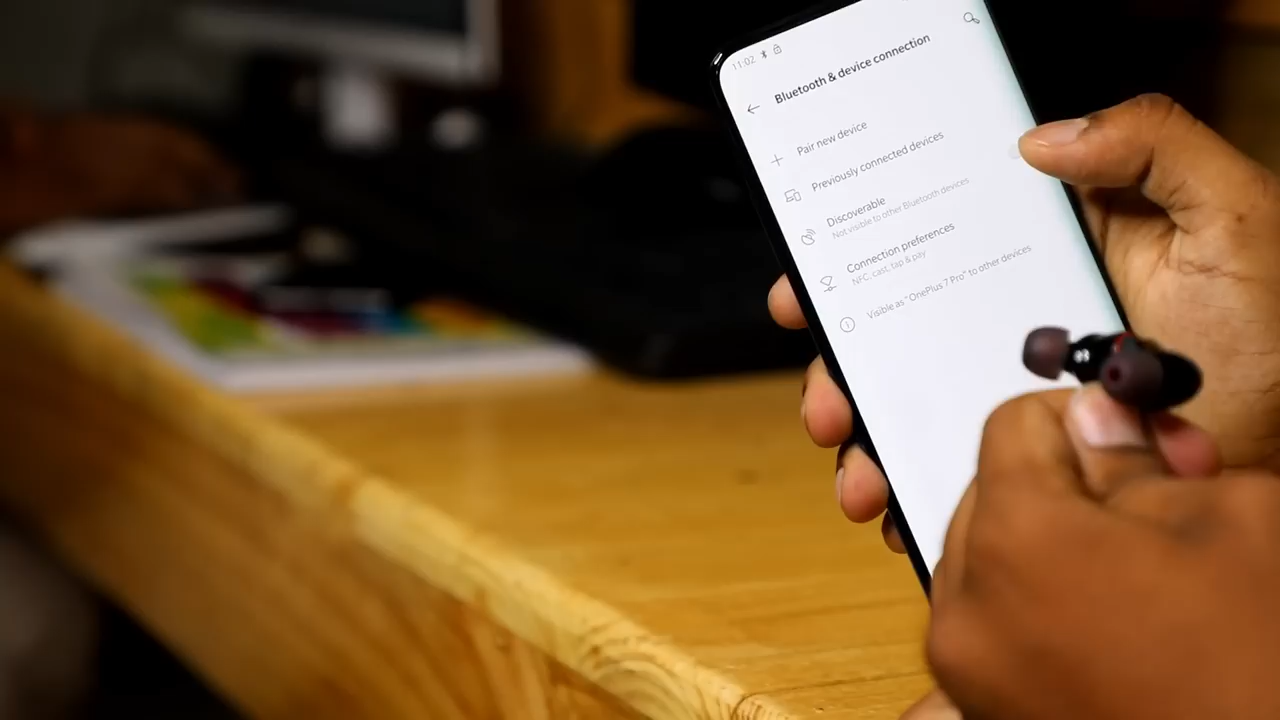 11:02
Bluetooth & device connection
Pair new device
Previously connected devices
Discoverable
Not visible to other Bluetooth devices
Connection preferences
NFC, cast, tap & pay
Visible as "OnePlus 7 Pro" to other devices